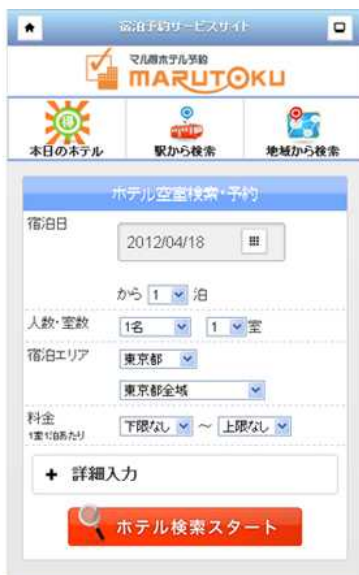 宿泊予約サービスサイト
マル得ホテル予約
MARUTOKU
得
本日のホテル 駅から検索 地域から検索
ホテル空室検索・予約
宿泊日
2012/04/18
から 1 泊
人数・室数 1名 1 室
宿泊エリア 東京都
東京都全域
料金 下限なし ～ 上限なし
1室1泊あたり
+ 詳細入力
ホテル検索スタート